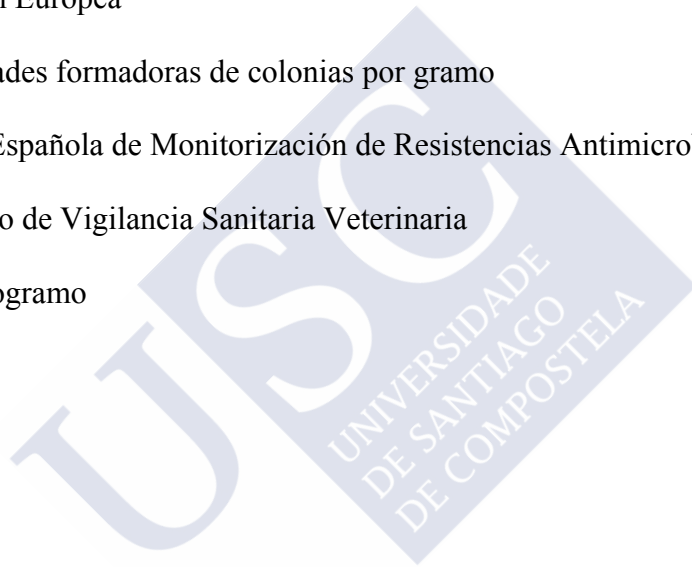 Europea
ades formadoras de colonias por gramo
Española de Monitorización de Resistencias Antimicro
o de Vigilancia Sanitaria Veterinaria
ogramo
USC
UNIVERSIDADE
DE SANTIAGO
DE COMPOSTELA